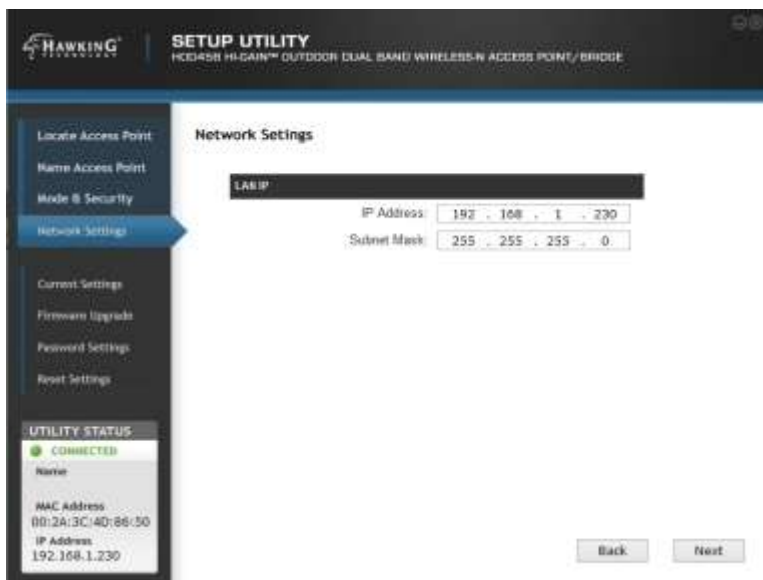 HAWKING
TECHNOLOGY
SETUP UTILITY
HOD45B HI-GAIN™ OUTDOOR DUAL BAND WIRELESS-N ACCESS POINT/BRIDGE
Locate Access Point
Name Access Point
Mode & Security
Network Settings
Current Settings
Firmware Upgrade
Password Settings
Reset Settings
UTILITY STATUS
CONNECTED
Name
MAC Address
00:2A:3C:4D:86:50
IP Address
192.168.1.230
Network Setings
LAN IP
IP Address: 192 . 168 . 1 . 230
Subnet Mask: 255 . 255 . 255 . 0
Back Next